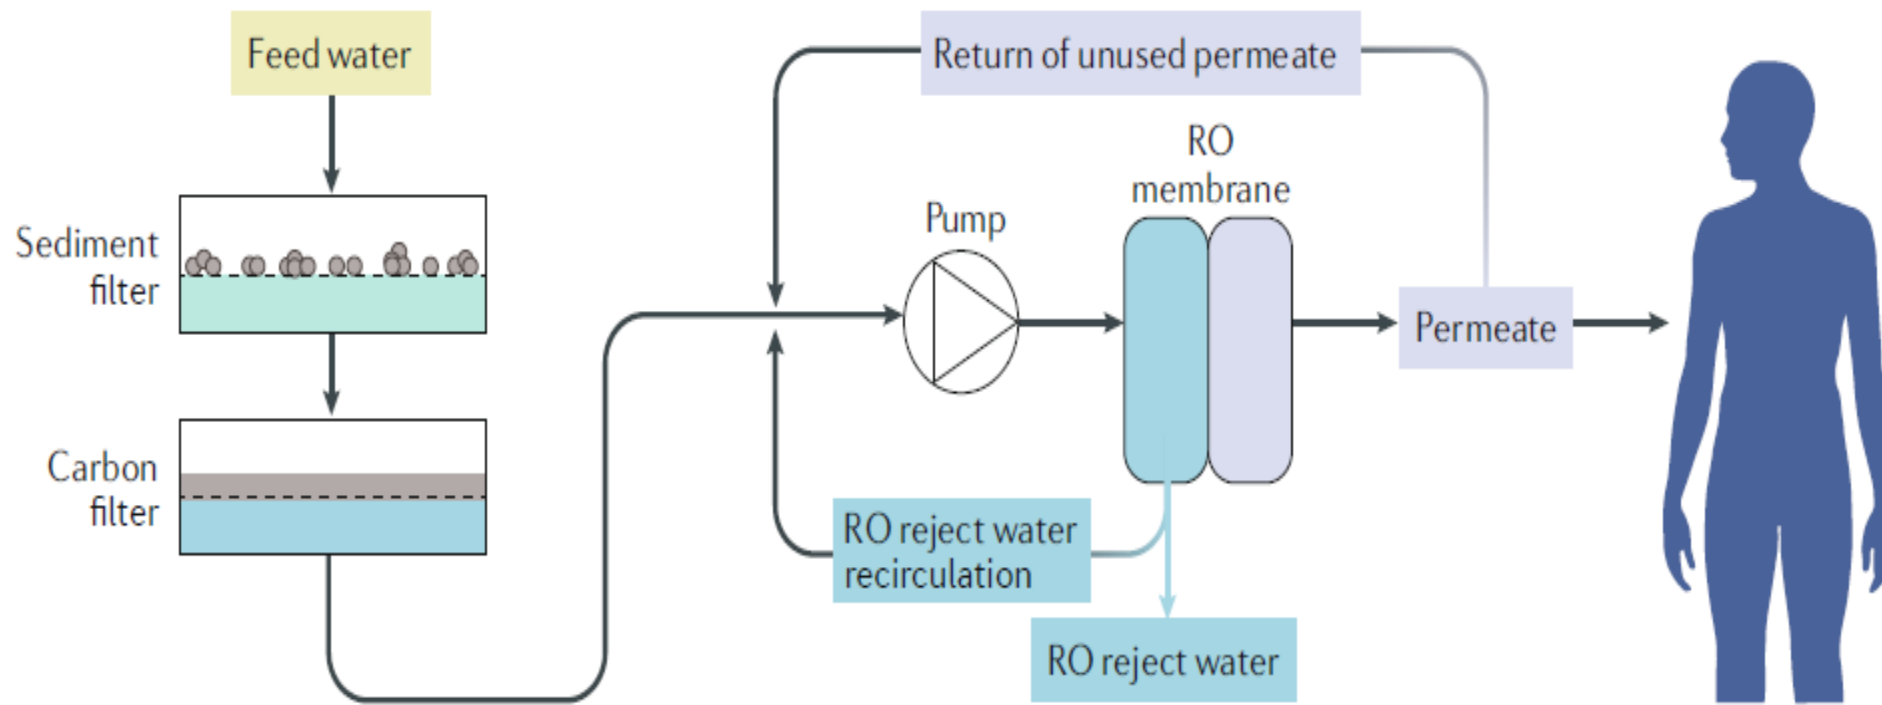 Feed water
Sediment
filter
Carbon
filter
Return of unused permeate
RO
membrane
Pump
Permeate
RO reject water
recirculation
RO reject water